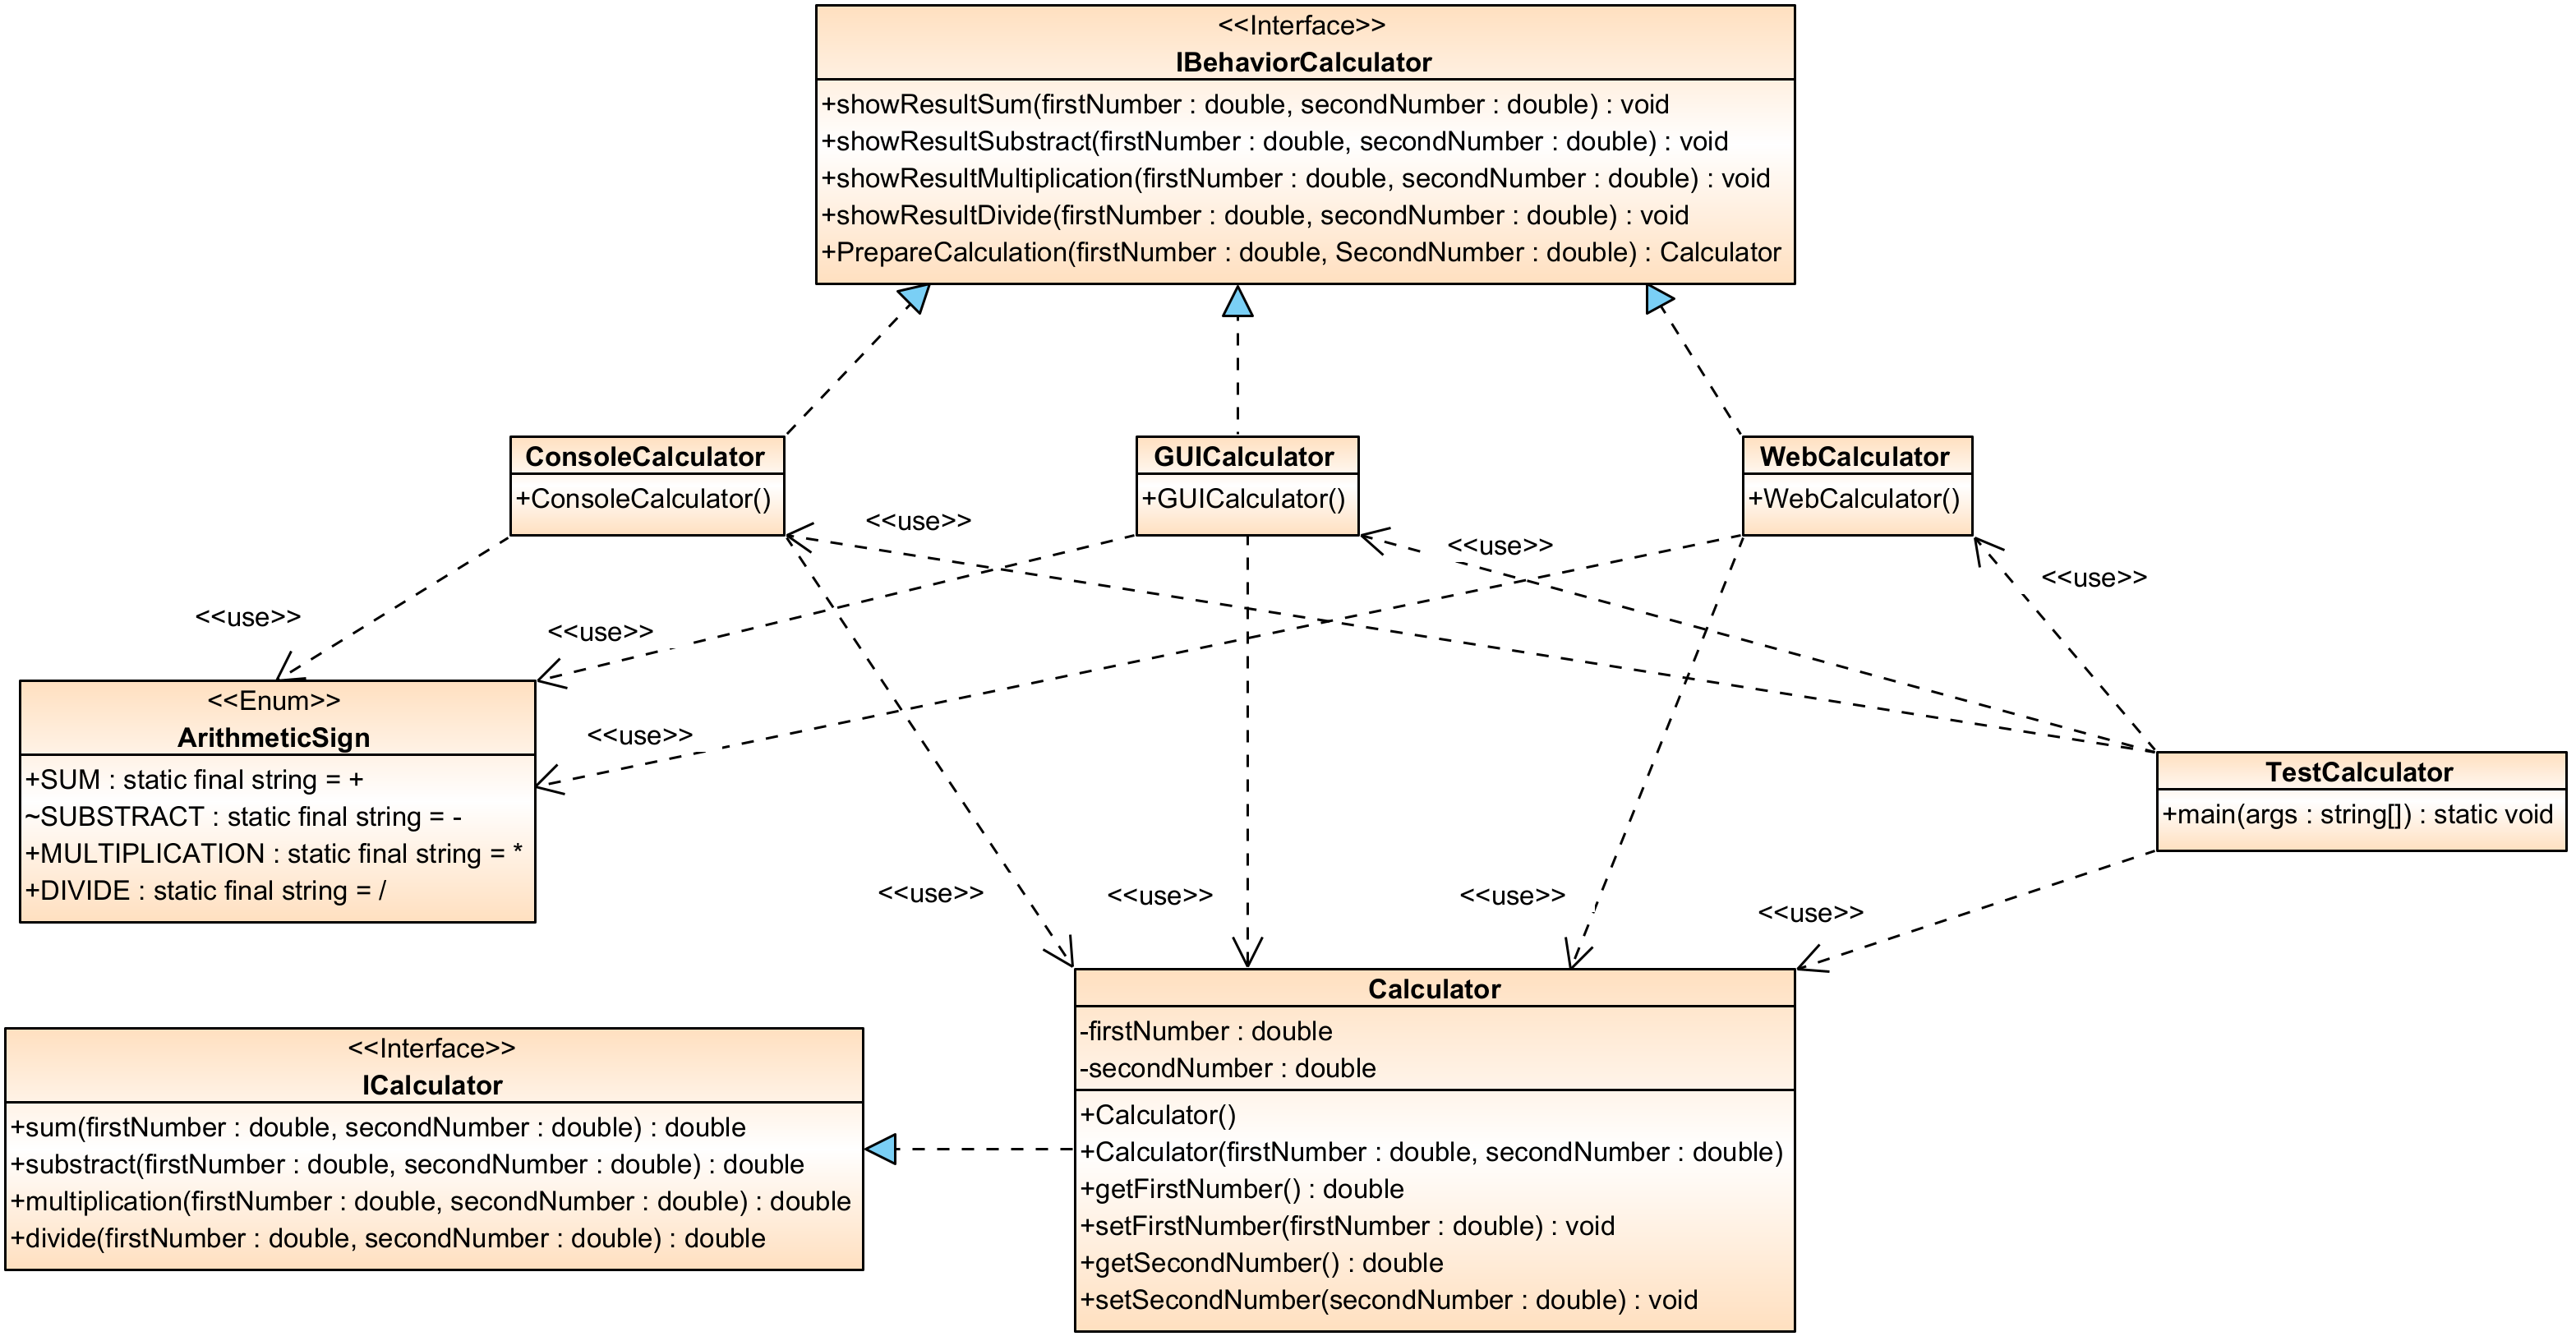 <<Interface>>
IBehaviorCalculator
+showResultSum(firstNumber : double, secondNumber : double) : void
+showResultSubstract(firstNumber : double, secondNumber : double) : void
+showResultMultiplication(firstNumber : double, secondNumber : double) : void
+showResultDivide(firstNumber : double, secondNumber : double) : void
+PrepareCalculation(firstNumber : double, SecondNumber : double) : Calculator
ConsoleCalculator
+ConsoleCalculator()
GUICalculator
+GUICalculator()
WebCalculator
+WebCalculator()
<<use>>
<<use>>
<<use>>
<<use>>
<<use>>
<<use>>
<<Enum>>
ArithmeticSign
+SUM : static final string = +
~SUBSTRACT : static final string = -
+MULTIPLICATION : static final string = *
+DIVIDE : static final string = /
TestCalculator
+main(args : string[]) : static void
<<use>>
<<use>>
<<use>>
<<use>>
<<Interface>>
ICalculator
+sum(firstNumber : double, secondNumber : double) : double
+substract(firstNumber : double, secondNumber : double) : double
+multiplication(firstNumber : double, secondNumber : double) : double
+divide(firstNumber : double, secondNumber : double) : double
Calculator
-firstNumber : double
-secondNumber : double
+Calculator()
+Calculator(firstNumber : double, secondNumber : double)
+getFirstNumber() : double
+setFirstNumber(firstNumber : double) : void
+getSecondNumber() : double
+setSecondNumber(secondNumber : double) : void